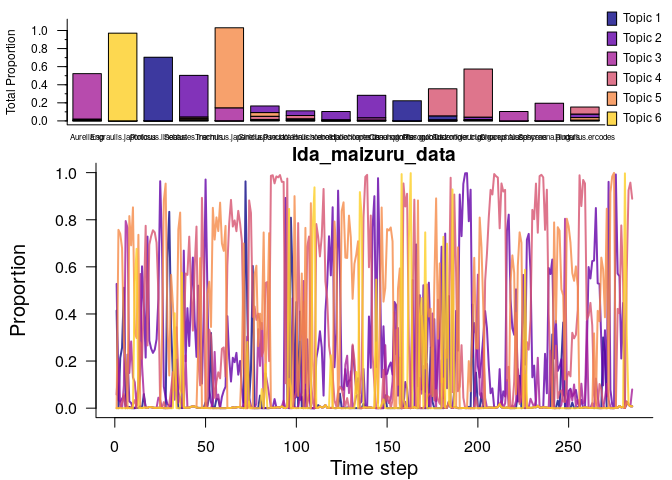 Topic 1
Topic 2
Topic 3
Topic 4
Topic 5
Topic 6
Total Proportion
1.0
0.8
0.6
0.4
0.2
0.0
lda_maizuru_data
Proportion
1.0
0.8
0.6
0.4
0.2
0.0
0 50 100 150 200 250
Time step